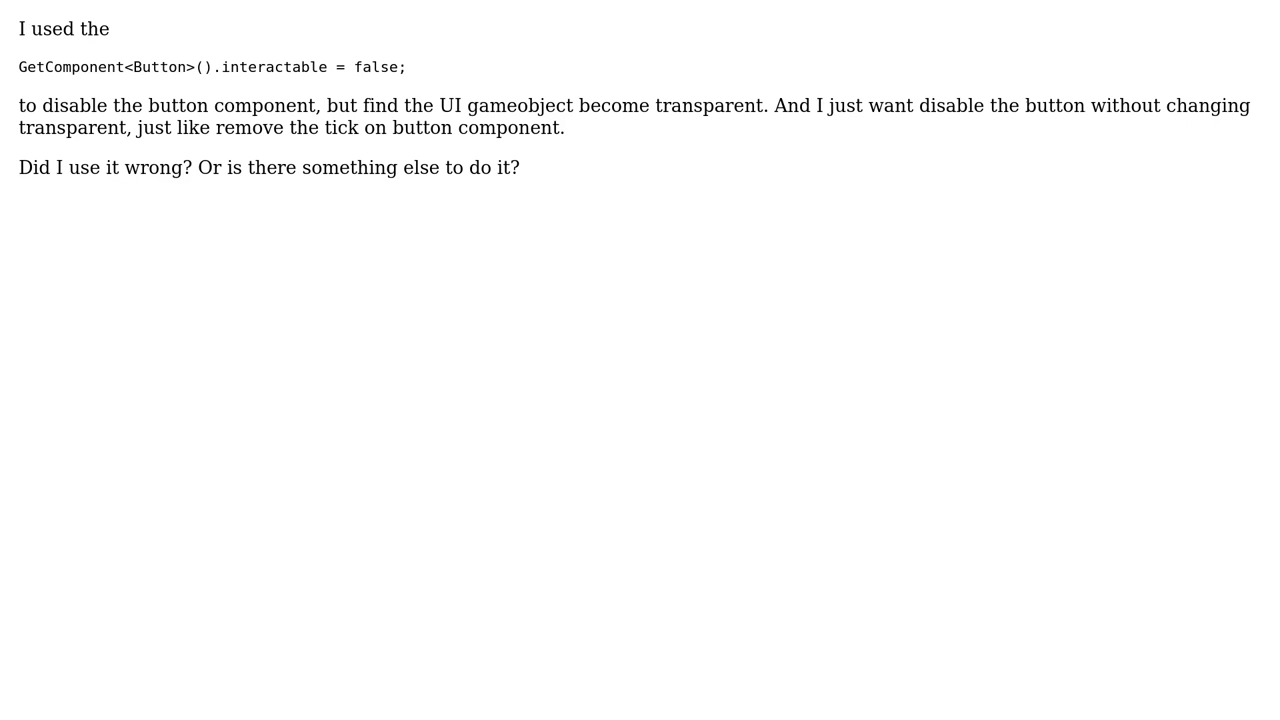 I used the
GetComponent<Button>().interactable = false;
to disable the button component, but find the UI gameobject become transparent. And I just want disable the button without changing
transparent, just like remove the tick on button component.
Did I use it wrong? Or is there something else to do it?